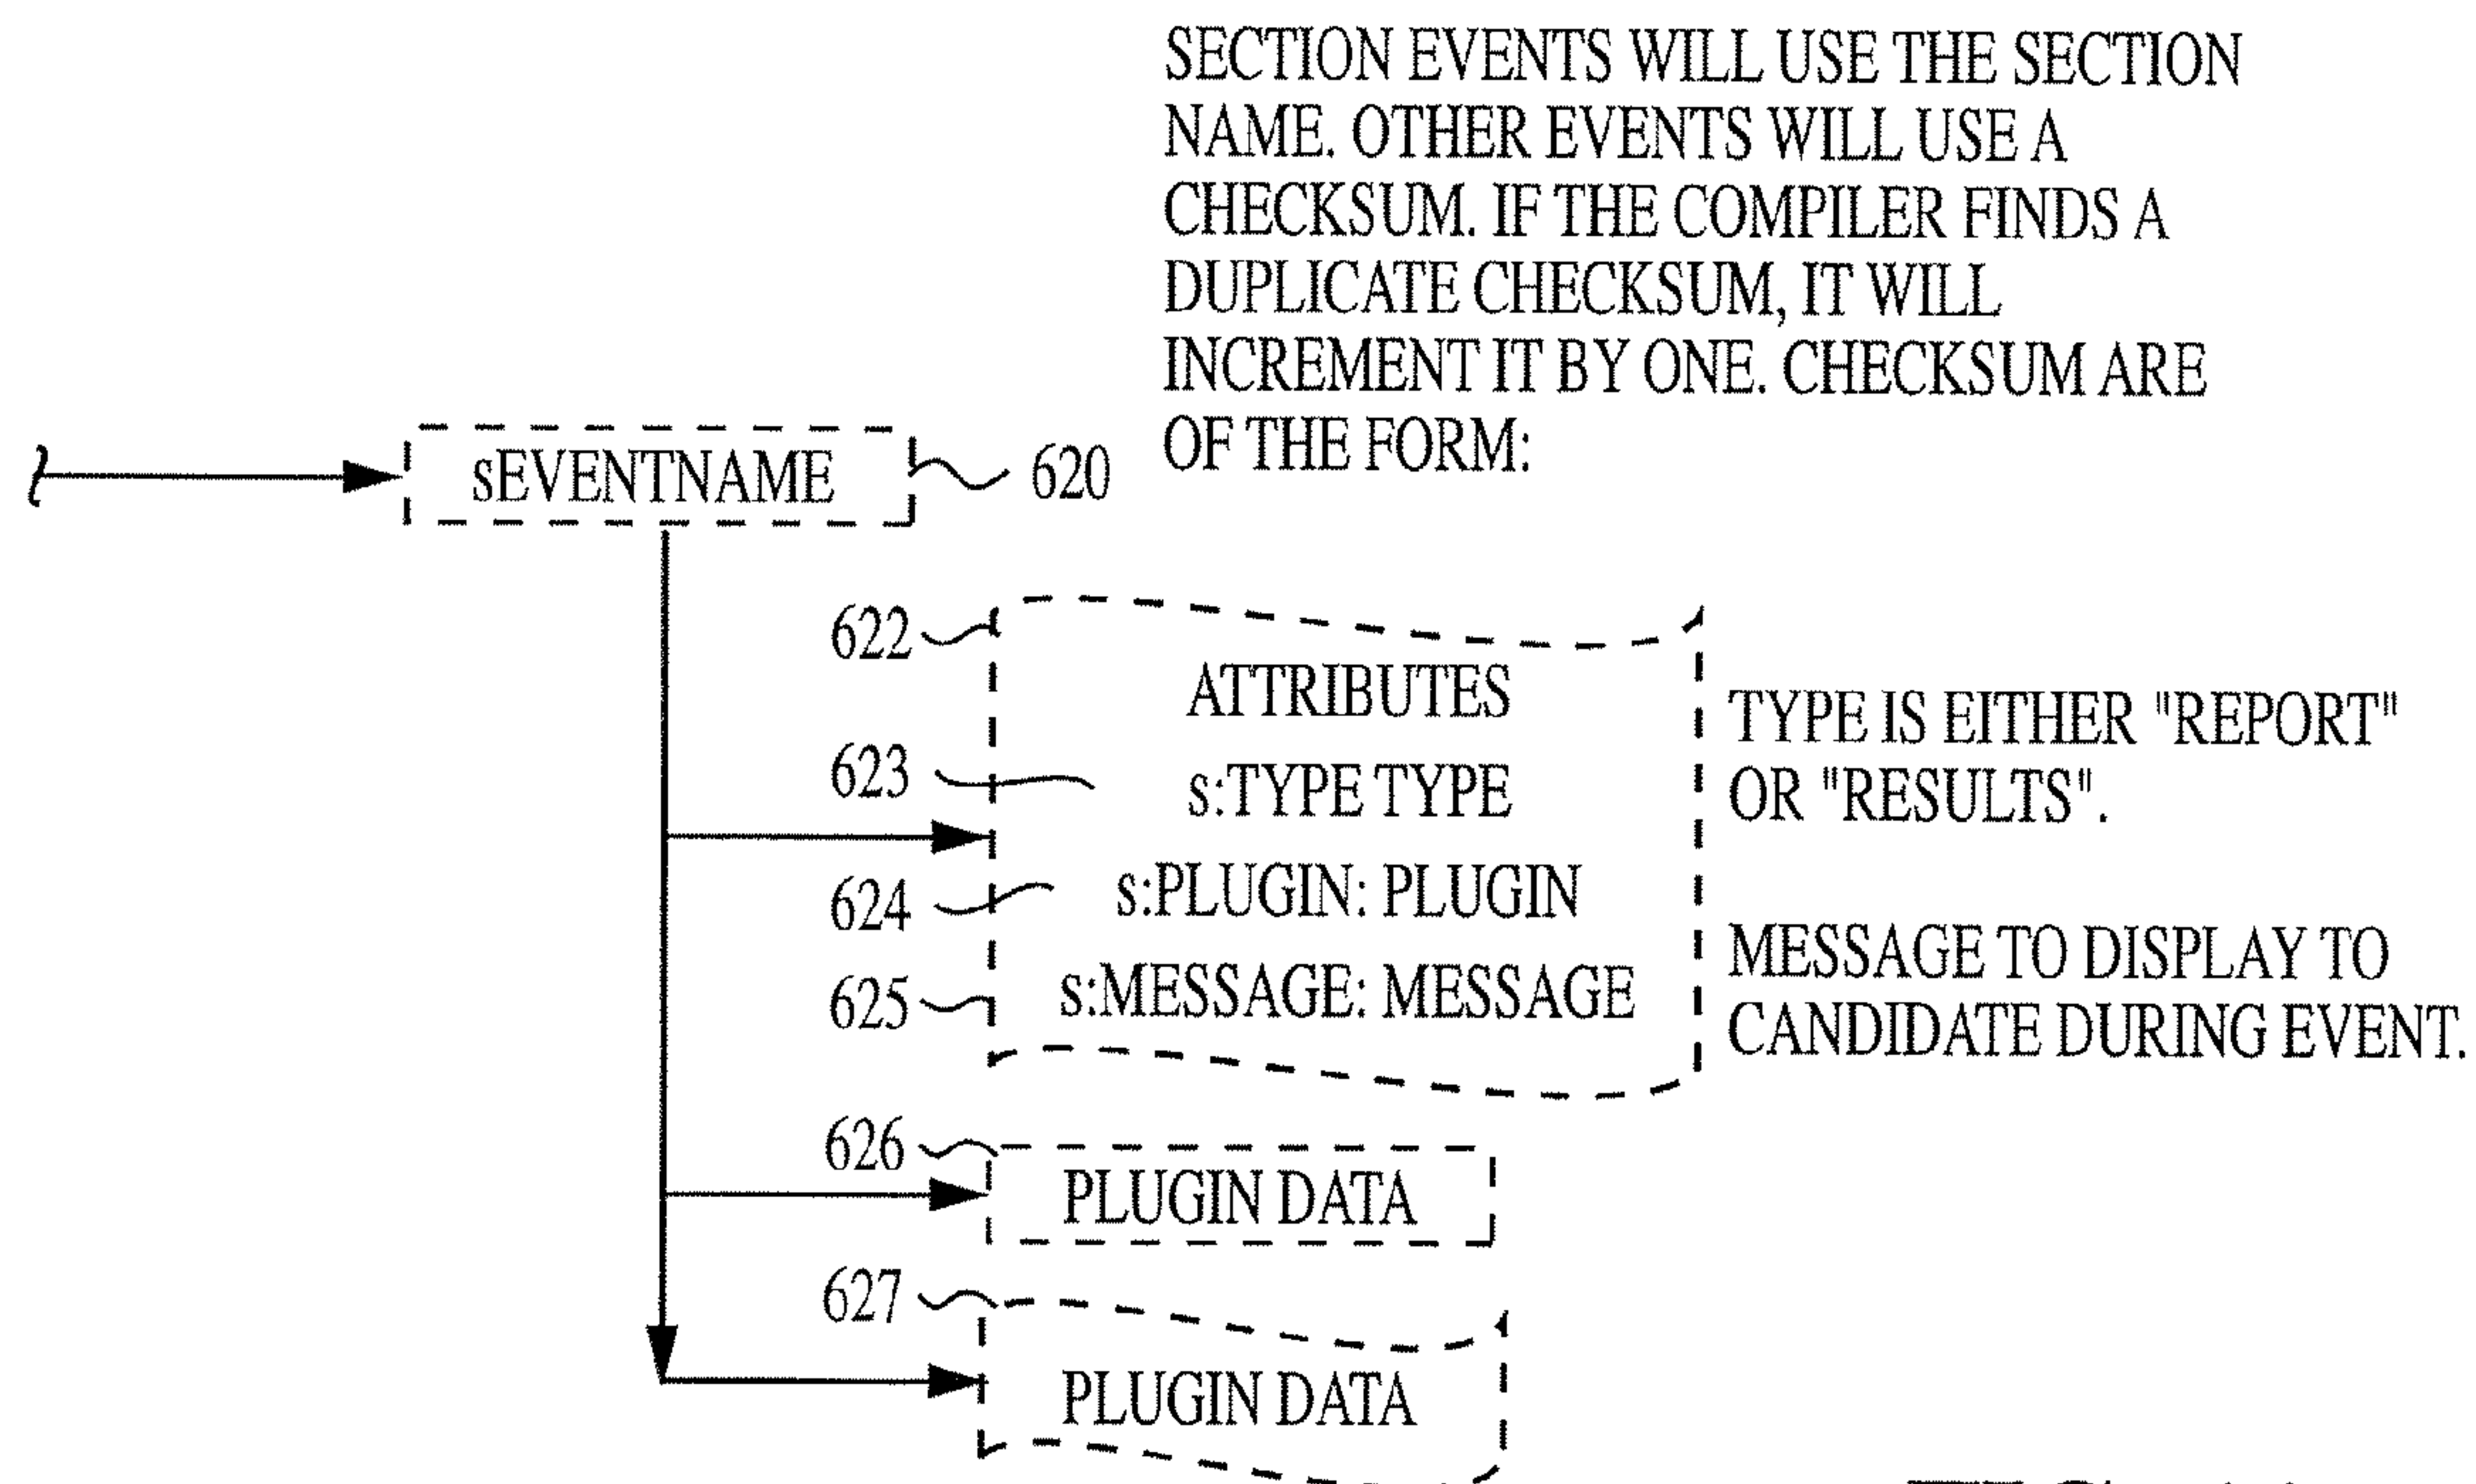 SECTION EVENTS WILL USE THE SECTION
NAME. OTHER EVENTS WILL USE A
CHECKSUM. IF THE COMPILER FINDS A
DUPLICATE CHECKSUM, IT WILL
INCREMENT IT BY ONE. CHECKSUM ARE
OF THE FORM:
sEVENTNAME
620
622
ATTRIBUTES
623
s:TYPE TYPE
TYPE IS EITHER "REPORT"
OR "RESULTS".
624
s:PLUGIN: PLUGIN
625
s:MESSAGE: MESSAGE
MESSAGE TO DISPLAY TO
CANDIDATE DURING EVENT.
626
PLUGIN DATA
627
PLUGIN DATA